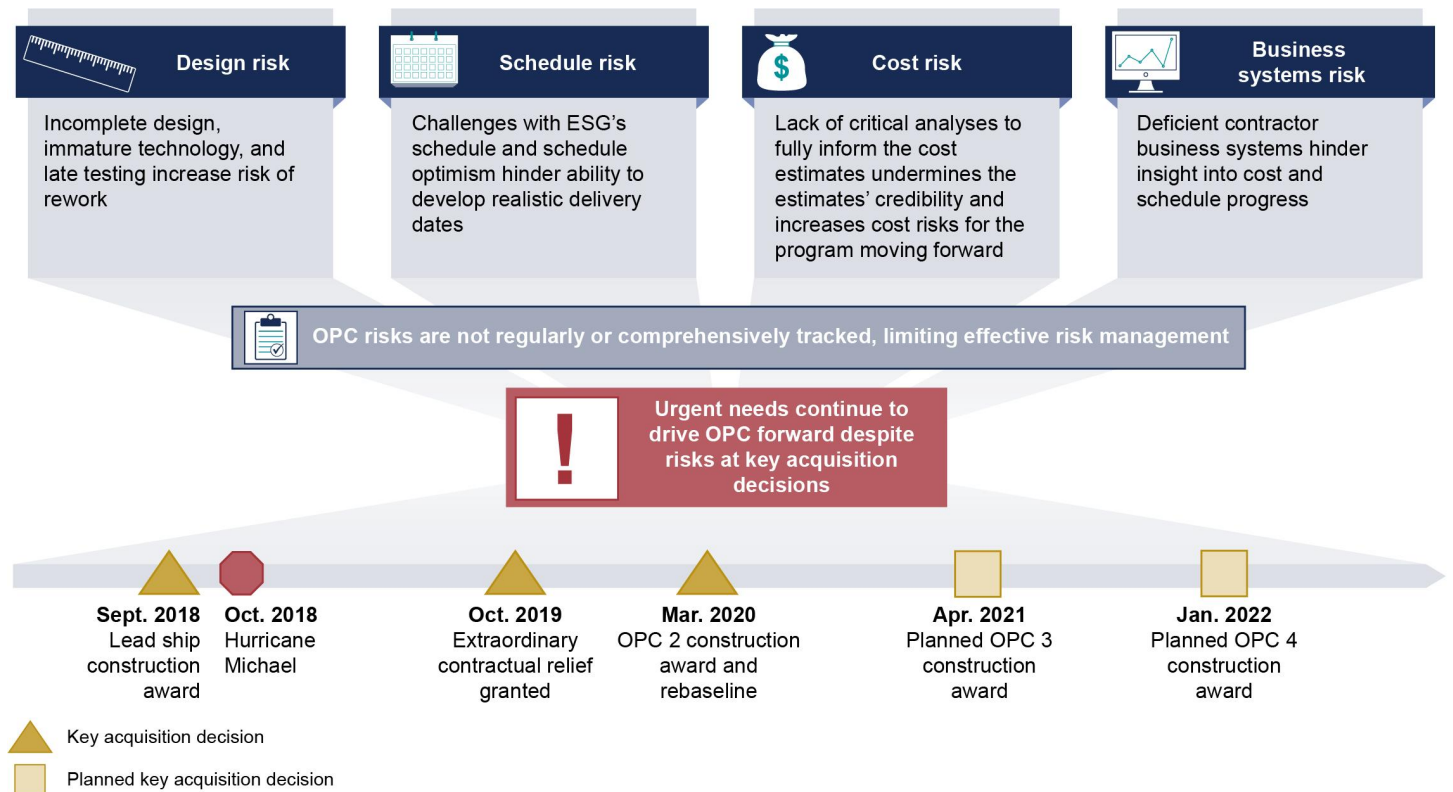 Design risk
Incomplete design,
immature technology, and
late testing increase risk of
rework
Schedule risk
Challenges with ESG's
schedule and schedule
optimism hinder ability to
develop realistic delivery
dates
$
Cost risk
Lack of critical analyses to
fully inform the cost
estimates undermines the
estimates' credibility and
increases cost risks for the
program moving forward
Business
systems risk
Deficient contractor
business systems hinder
insight into cost and
schedule progress
OPC risks are not regularly or comprehensively tracked, limiting effective risk management
!
Urgent needs continue to
drive OPC forward despite
risks at key acquisition
decisions
Sept. 2018
Lead ship
construction
award
Oct. 2018
Hurricane
Michael
Oct. 2019
Extraordinary
contractual relief
granted
Mar. 2020
OPC 2 construction
award and
rebaseline
Apr. 2021
Planned OPC 3
construction
award
Jan. 2022
Planned OPC 4
construction
award
Key acquisition decision
Planned key acquisition decision